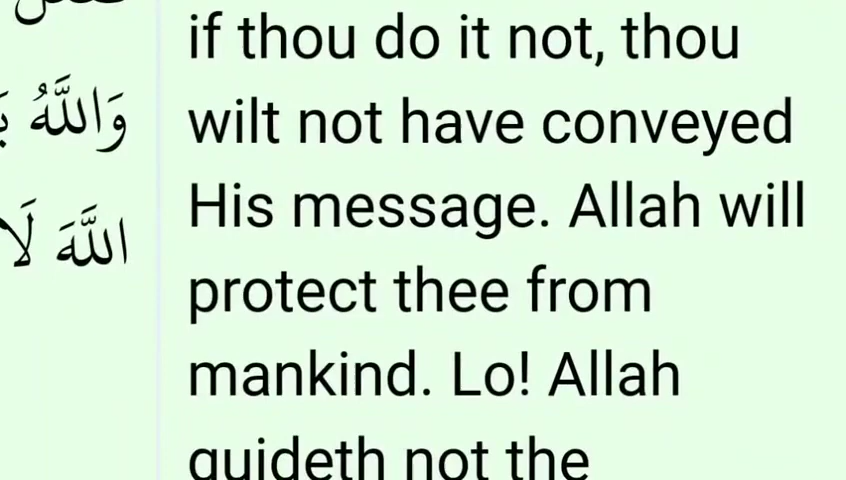 if thou do it not, thou
wilt not have conveyed
His message. Allah will
protect thee from
mankind. Lo! Allah
guideth not the
وَاللَّهُ
اللَّهَ لَا